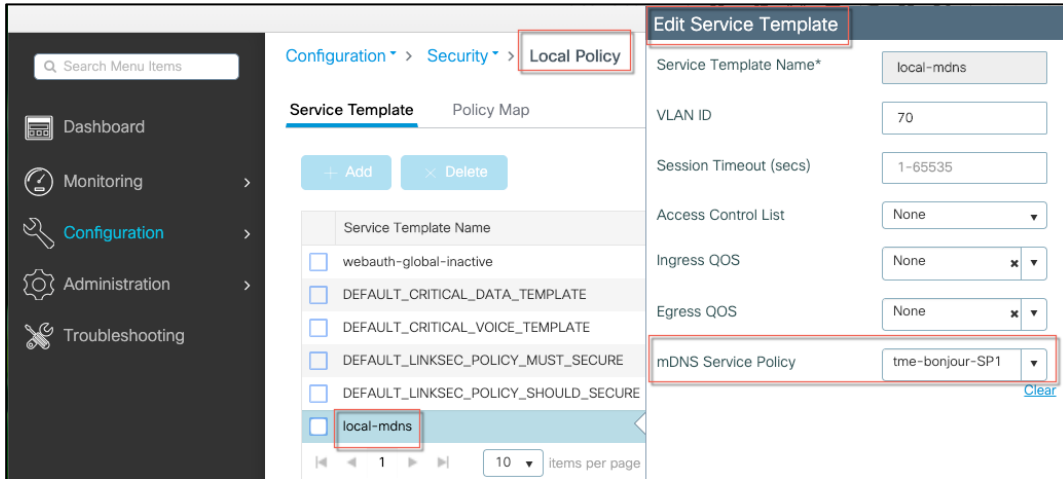 Search Menu Items
Dashboard
Monitoring
Configuration
Administration
Troubleshooting
Configuration > Security > Local Policy
Service Template Policy Map
+ Add × Delete
Service Template Name
webauth-global-inactive
DEFAULT_CRITICAL_DATA_TEMPLATE
DEFAULT_CRITICAL_VOICE_TEMPLATE
DEFAULT_LINKSEC_POLICY_MUST_SECURE
DEFAULT_LINKSEC_POLICY_SHOULD_SECURE
local-mdns
1 10 items per page
Edit Service Template
Service Template Name* local-mdns
VLAN ID 70
Session Timeout (secs) 1-65535
Access Control List None
Ingress QOS None
Egress QOS None
mDNS Service Policy tme-bonjour-SP1
Clear